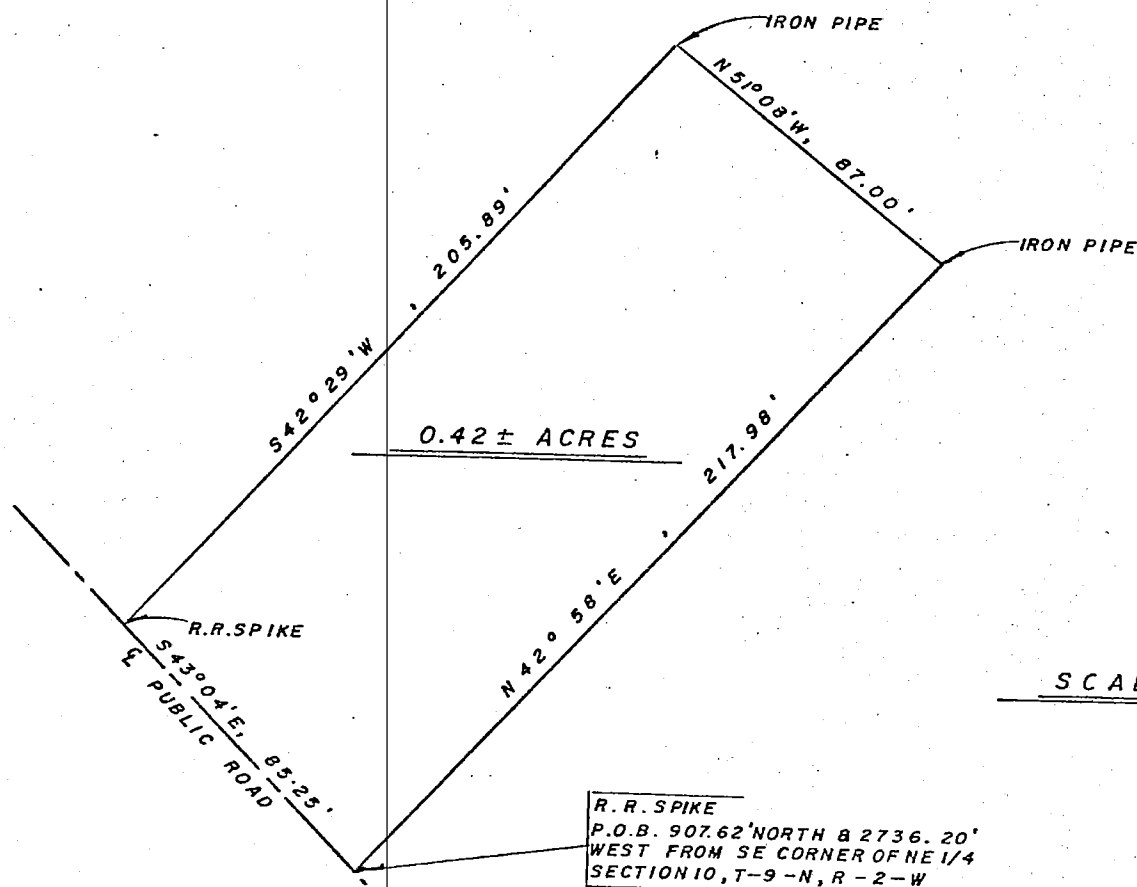 IRON PIPE
N 51° 08' W, 87.00'
IRON PIPE
S 42° 29' W, 205.89'
0.42 ± ACRES
N 42° 58' E, 217.98'
R.R. SPIKE
S 43° 04' E, 85.25'
℄ PUBLIC ROAD
SCAL
R. R. SPIKE
P.O.B. 907.62' NORTH & 2736.20'
WEST FROM SE CORNER OF NE 1/4
SECTION 10, T-9-N, R-2-W